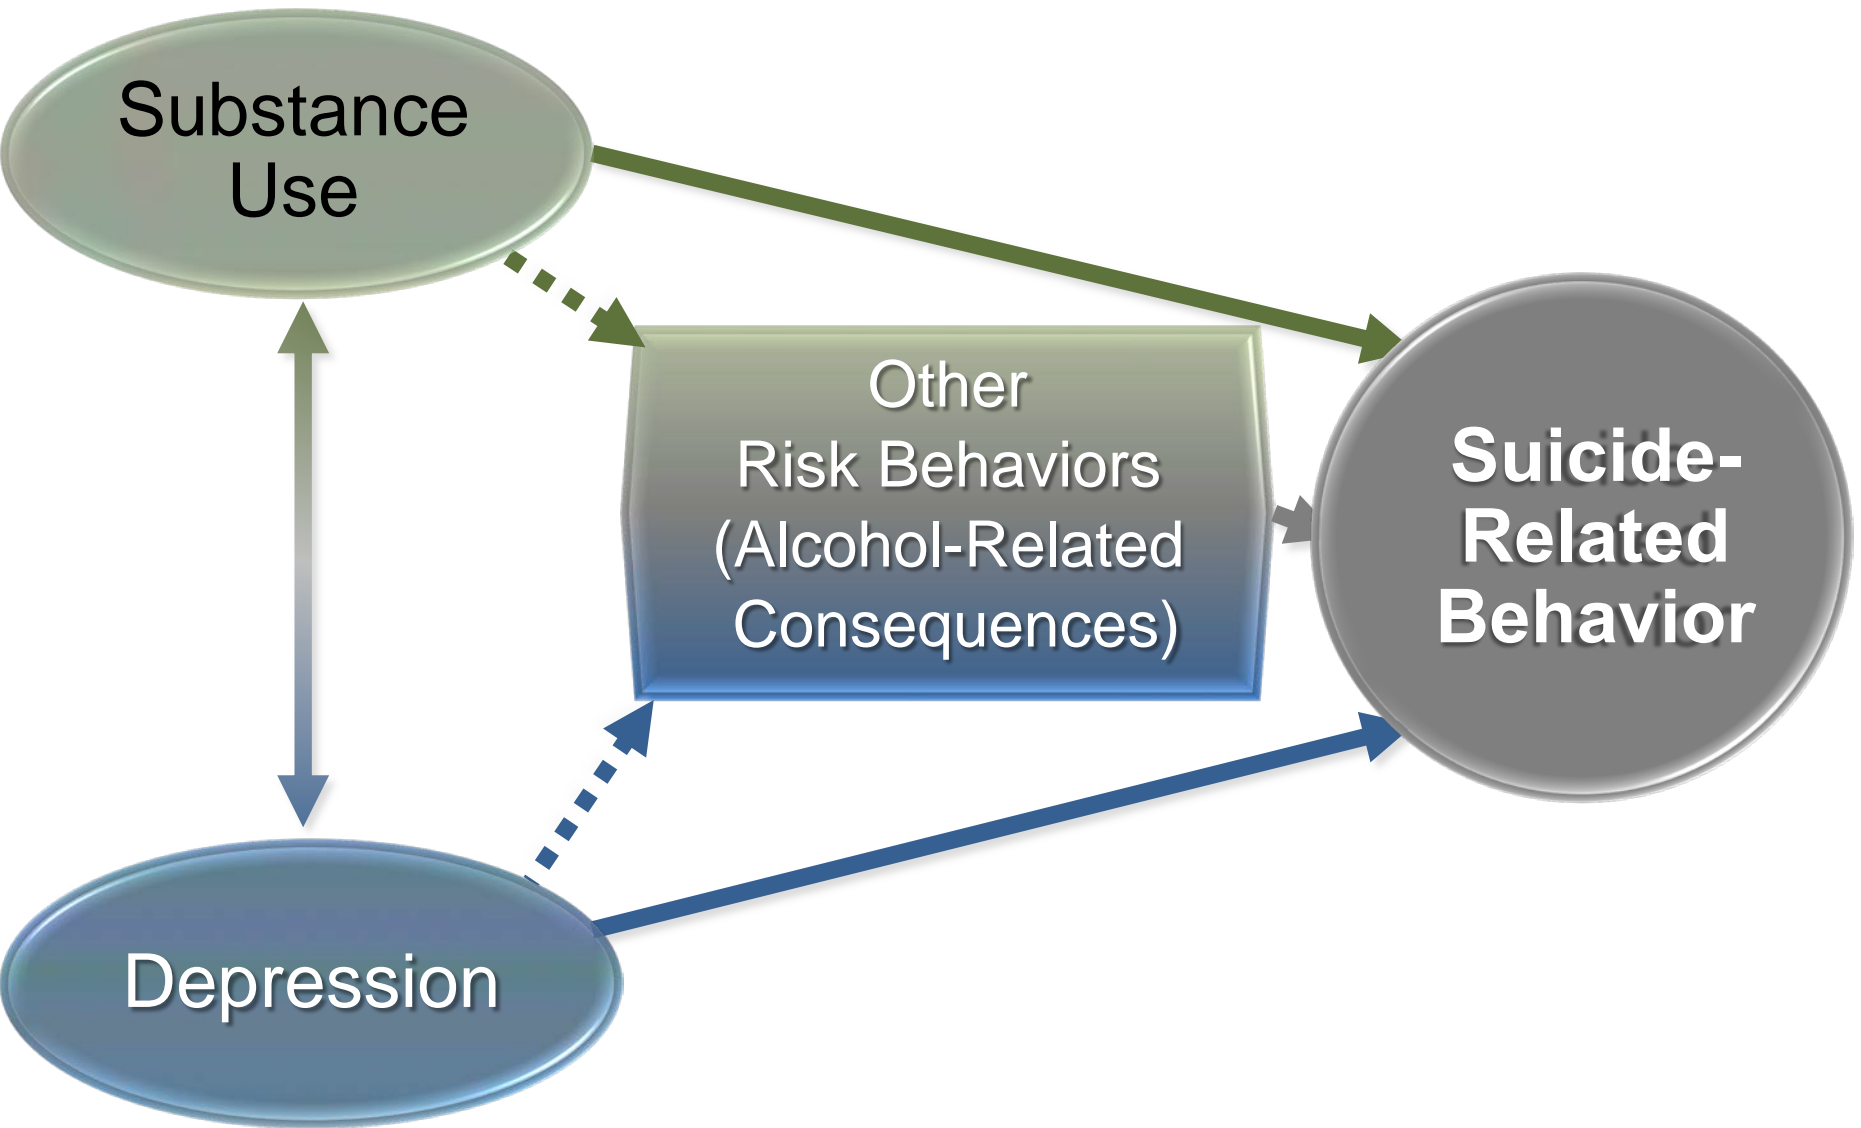 Substance
Use
Other
Risk Behaviors
(Alcohol-Related
Consequences)
Suicide-
Related
Behavior
Depression